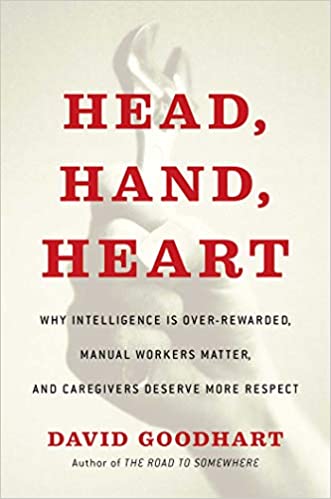 HEAD,
HAND,
HEART
WHY INTELLIGENCE IS OVER-REWARDED,
MANUAL WORKERS MATTER,
AND CAREGIVERS DESERVE MORE RESPECT
DAVID GOODHART
Author of THE ROAD TO SOMEWHERE